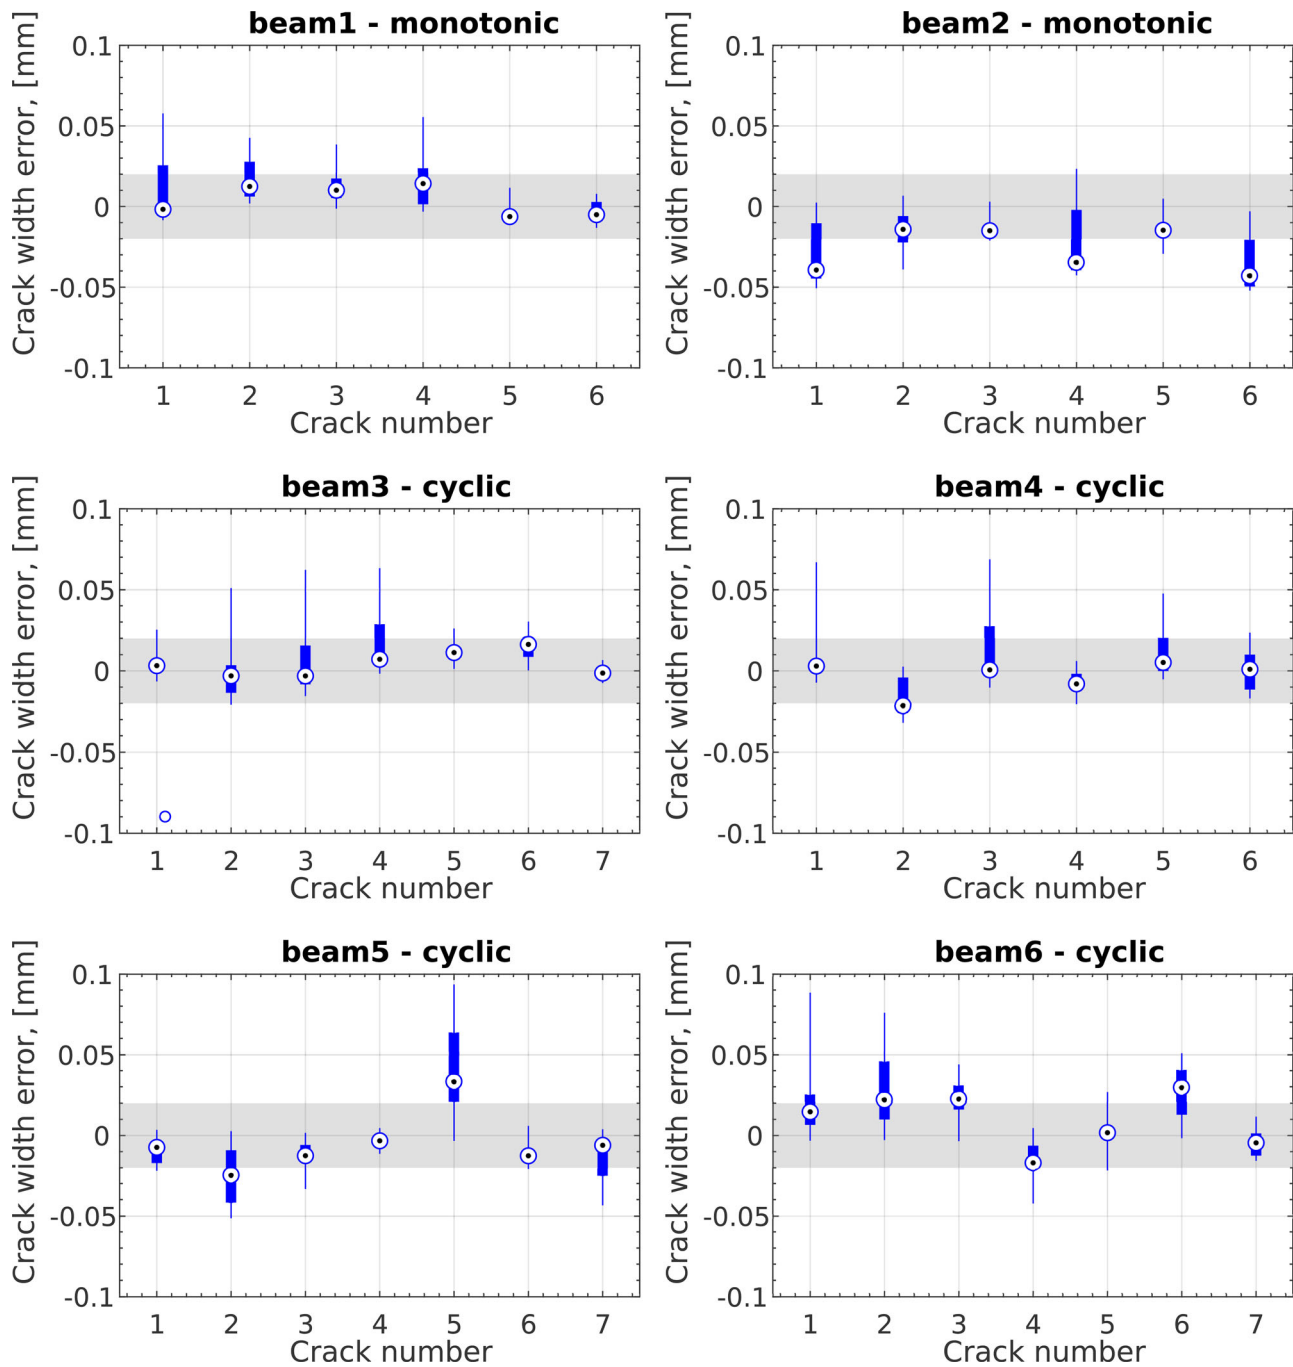 beam1 - monotonic
Crack width error, [mm]
0.1
0.05
0
-0.05
-0.1
1 2 3 4 5 6
Crack number
beam2 - monotonic
Crack width error, [mm]
0.1
0.05
0
-0.05
-0.1
1 2 3 4 5 6
Crack number
beam3 - cyclic
Crack width error, [mm]
0.1
0.05
0
-0.05
-0.1
1 2 3 4 5 6 7
Crack number
beam4 - cyclic
Crack width error, [mm]
0.1
0.05
0
-0.05
-0.1
1 2 3 4 5 6
Crack number
beam5 - cyclic
Crack width error, [mm]
0.1
0.05
0
-0.05
-0.1
1 2 3 4 5 6 7
Crack number
beam6 - cyclic
Crack width error, [mm]
0.1
0.05
0
-0.05
-0.1
1 2 3 4 5 6 7
Crack number